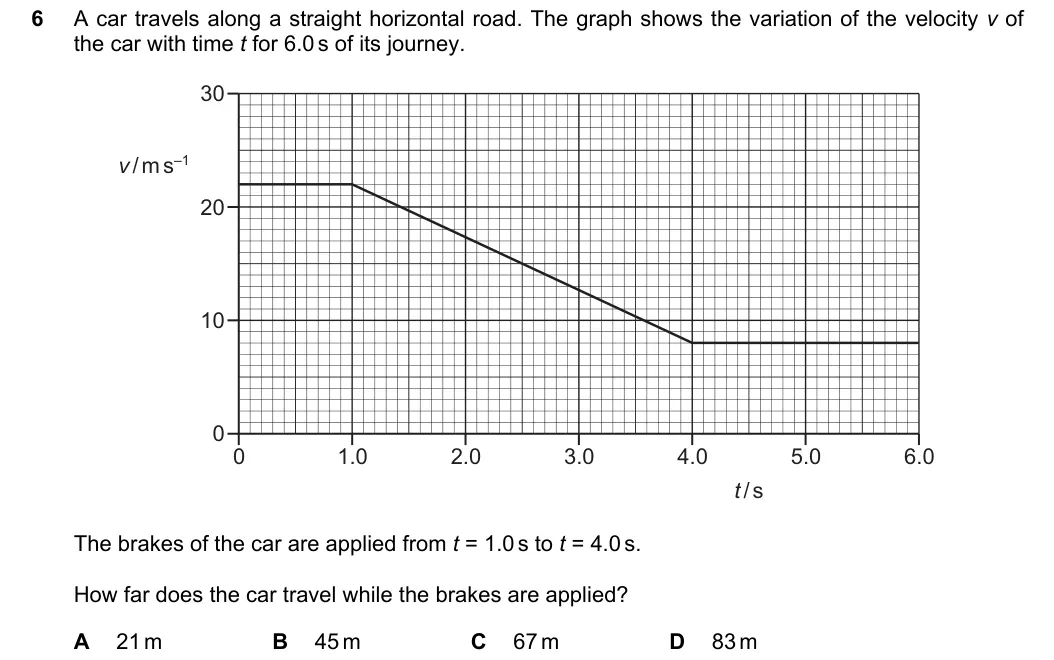 6 A car travels along a straight horizontal road. The graph shows the variation of the velocity v of
the car with time t for 6.0 s of its journey.
30
v / m s⁻¹
20
10
0
0 1.0 2.0 3.0 4.0 5.0 6.0
t / s
The brakes of the car are applied from t = 1.0 s to t = 4.0 s.
How far does the car travel while the brakes are applied?
A 21 m B 45 m C 67 m D 83 m